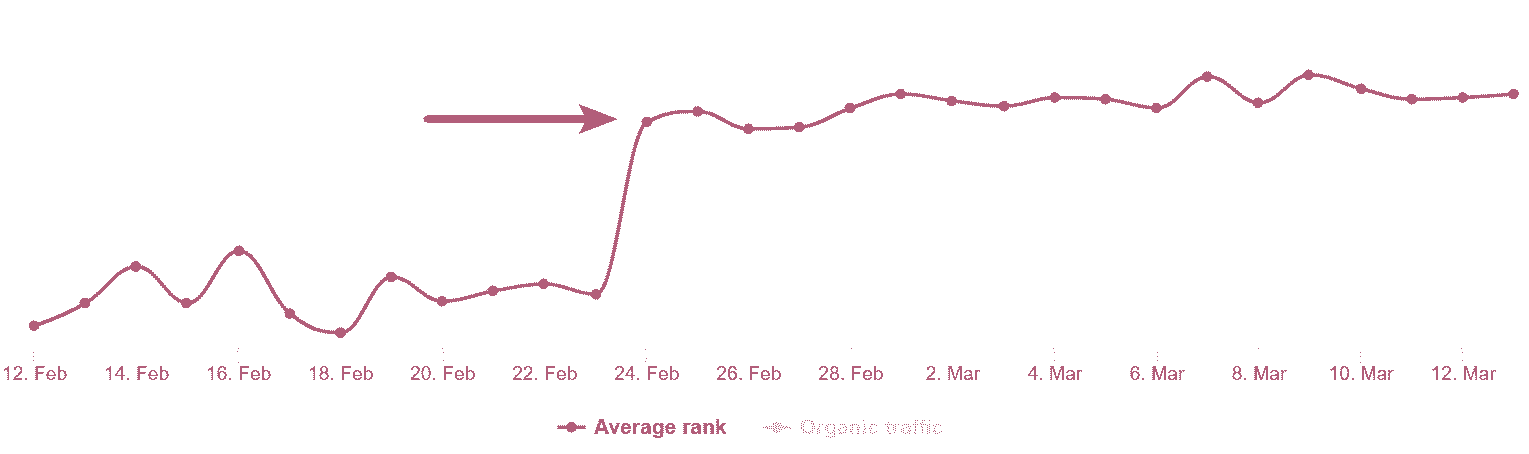 12. Feb 14. Feb 16. Feb 18. Feb 20. Feb 22. Feb 24. Feb 26. Feb 28. Feb 2. Mar 4. Mar 6. Mar 8. Mar 10. Mar 12. Mar
Average rank Organic traffic